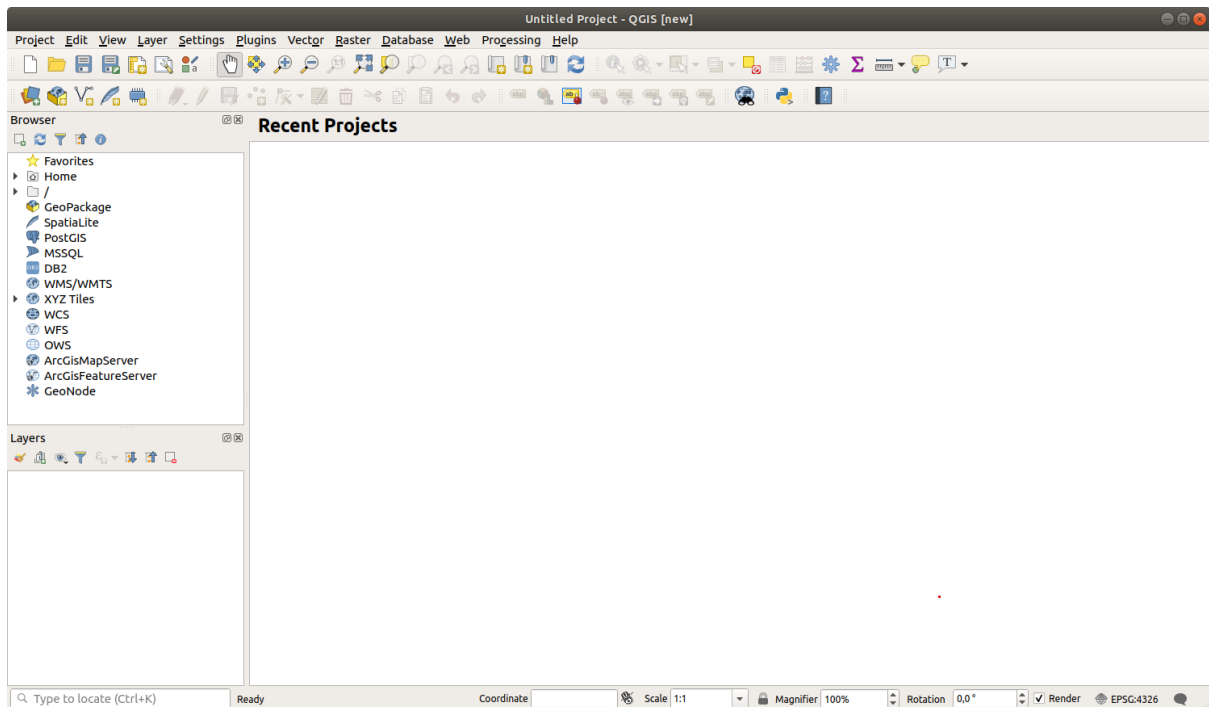 Untitled Project - QGIS [new]
Project Edit View Layer Settings Plugins Vector Raster Database Web Processing Help
Browser
Recent Projects
Favorites
Home
/
GeoPackage
SpatiaLite
PostGIS
MSSQL
DB2
WMS/WMTS
XYZ Tiles
WCS
WFS
OWS
ArcGisMapServer
ArcGisFeatureServer
GeoNode
Layers
Type to locate (Ctrl+K) Ready Coordinate Scale 1:1 Magnifier 100% Rotation 0,0 ° Render EPSG:4326